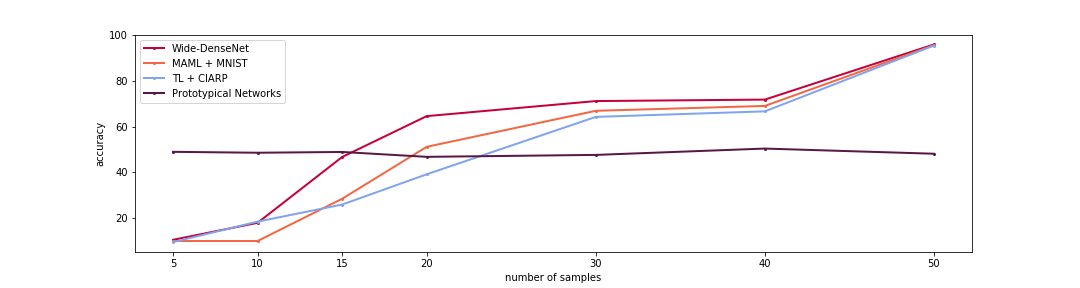 100
80
60
40
20
accuracy
Wide-DenseNet
MAML + MNIST
TL + CIARP
Prototypical Networks
5 10 15 20 30 40 50
number of samples